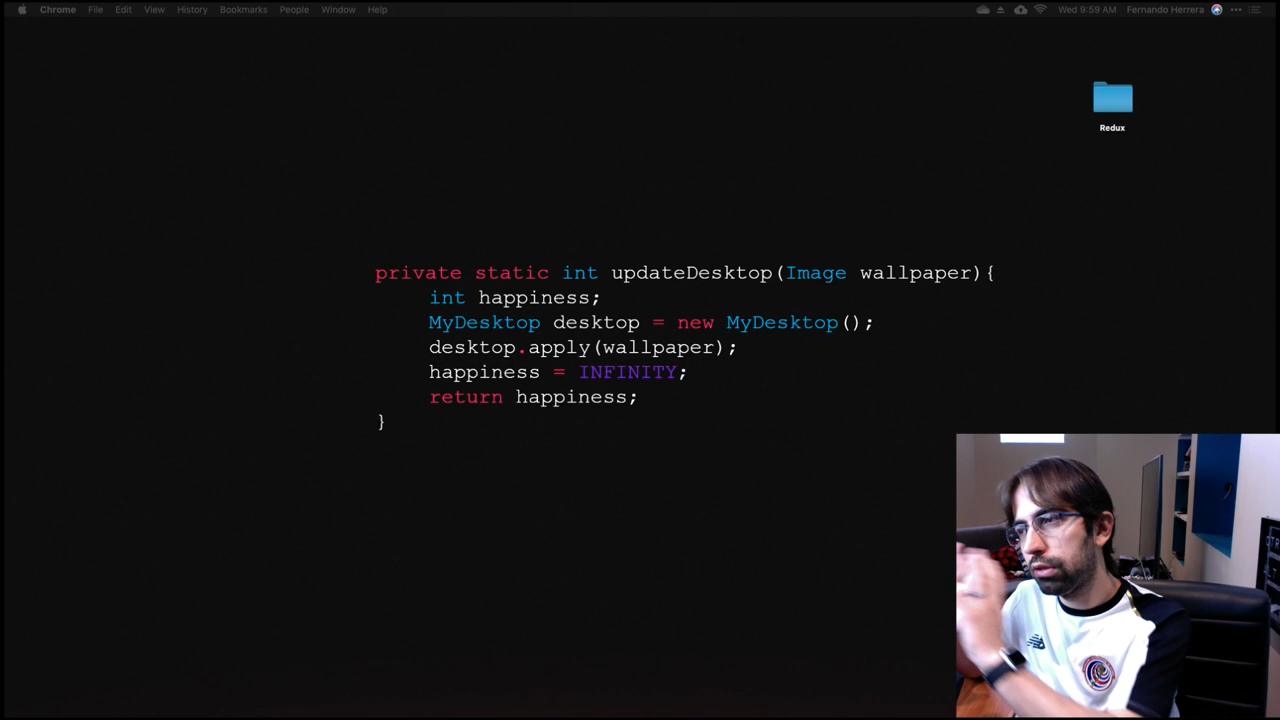 Chrome File Edit View History Bookmarks People Window Help Wed 9:59 AM Fernando Herrera
Redux
private static int updateDesktop(Image wallpaper){
int happiness;
MyDesktop desktop = new MyDesktop();
desktop.apply(wallpaper);
happiness = INFINITY;
return happiness;
}